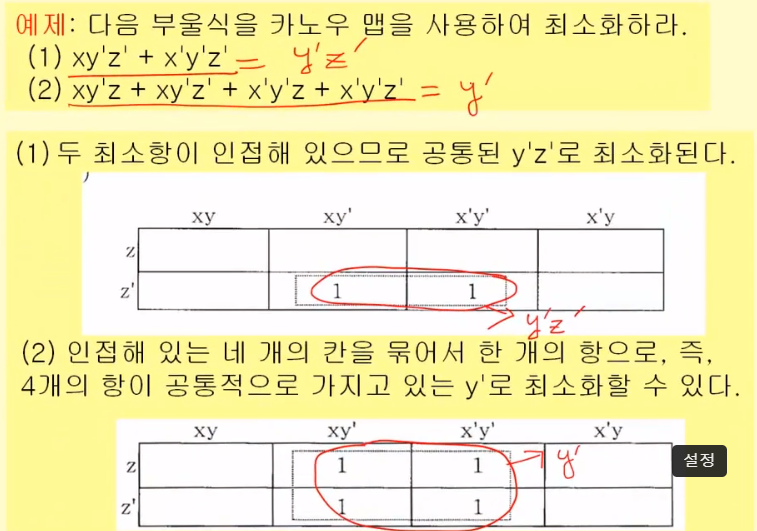 예제: 다음 부울식을 카노우 맵을 사용하여 최소화하라.
(1) xy'z' + x'y'z' = y'z'
(2) xy'z + xy'z' + x'y'z + x'y'z' = y'
(1) 두 최소항이 인접해 있으므로 공통된 y'z'로 최소화된다.
xy xy' x'y' x'y
z
z' 1 1
y'z'
(2) 인접해 있는 네 개의 칸을 묶어서 한 개의 항으로, 즉,
4개의 항이 공통적으로 가지고 있는 y'로 최소화할 수 있다.
xy xy' x'y' x'y
z 1 1 y' 설정
z' 1 1